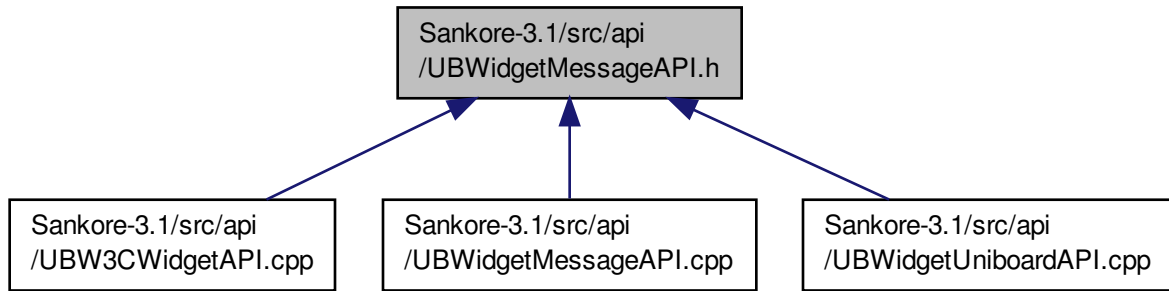 Sankore-3.1/src/api
/UBWidgetMessageAPI.h
Sankore-3.1/src/api
/UBW3CWidgetAPI.cpp
Sankore-3.1/src/api
/UBWidgetMessageAPI.cpp
Sankore-3.1/src/api
/UBWidgetUniboardAPI.cpp